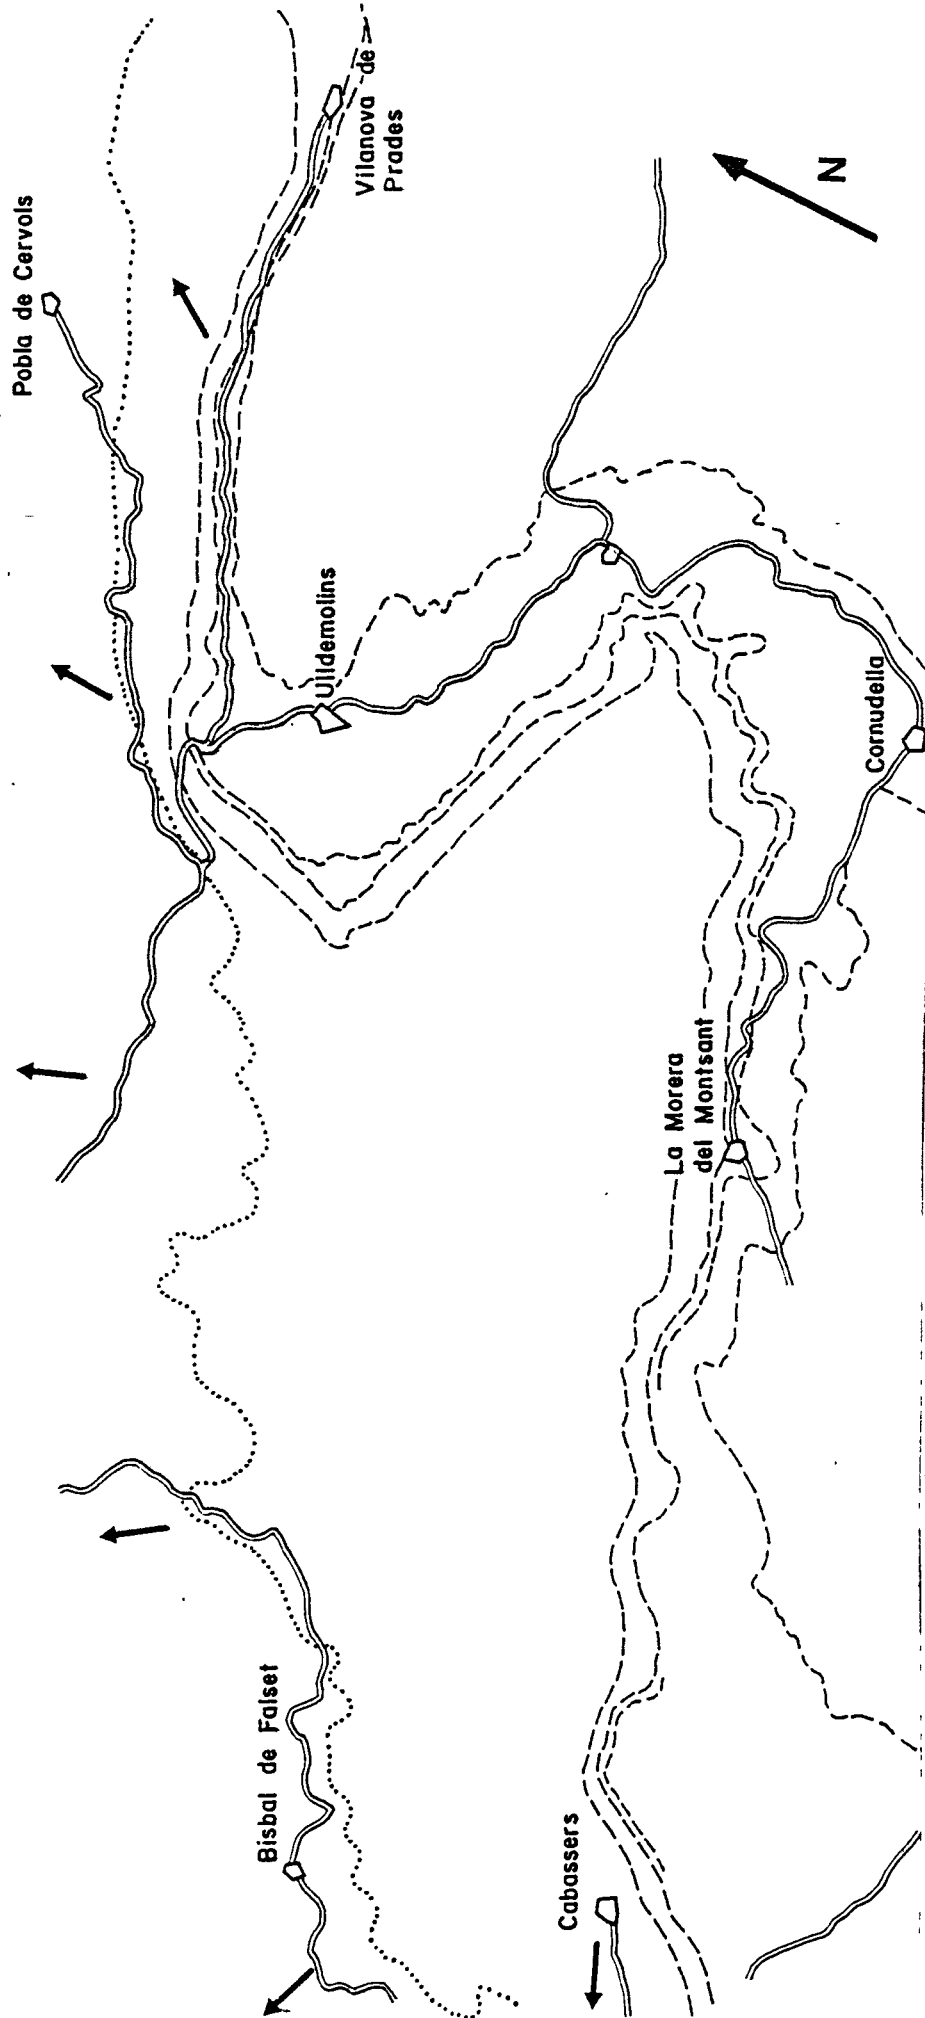 Pobla de Cervols
Vilanova de
Prades
N
Ulldemolins
Cornudella
La Morera
del Montsant
Bisbal de Falset
Cabassers